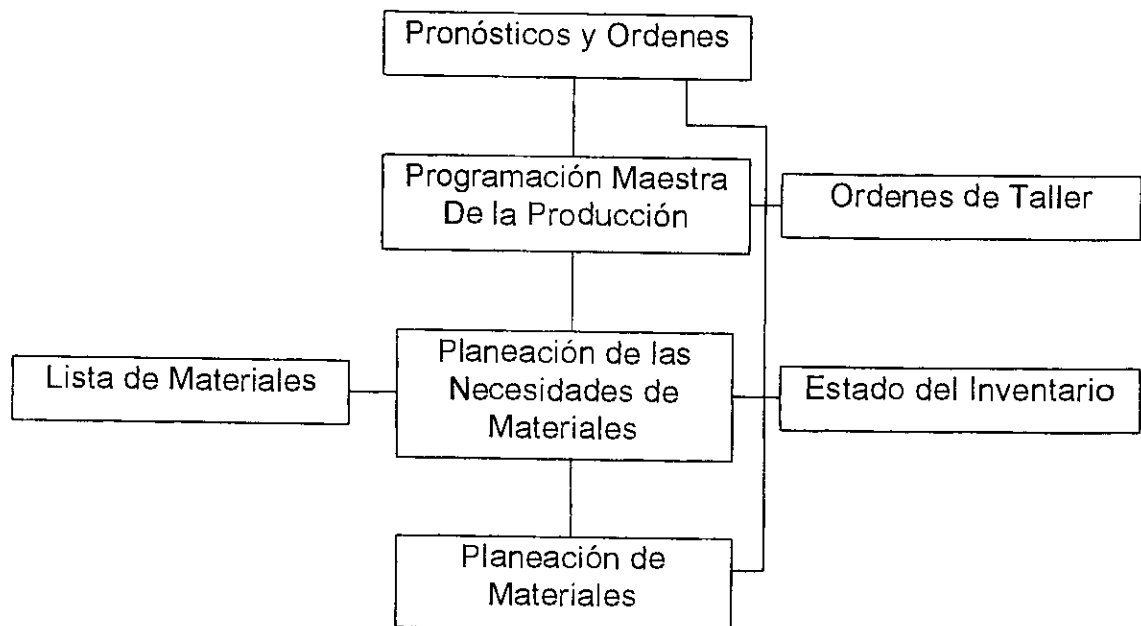 Pronósticos y Ordenes
Programación Maestra
De la Producción
Ordenes de Taller
Lista de Materiales
Planeación de las
Necesidades de
Materiales
Estado del Inventario
Planeación de
Materiales